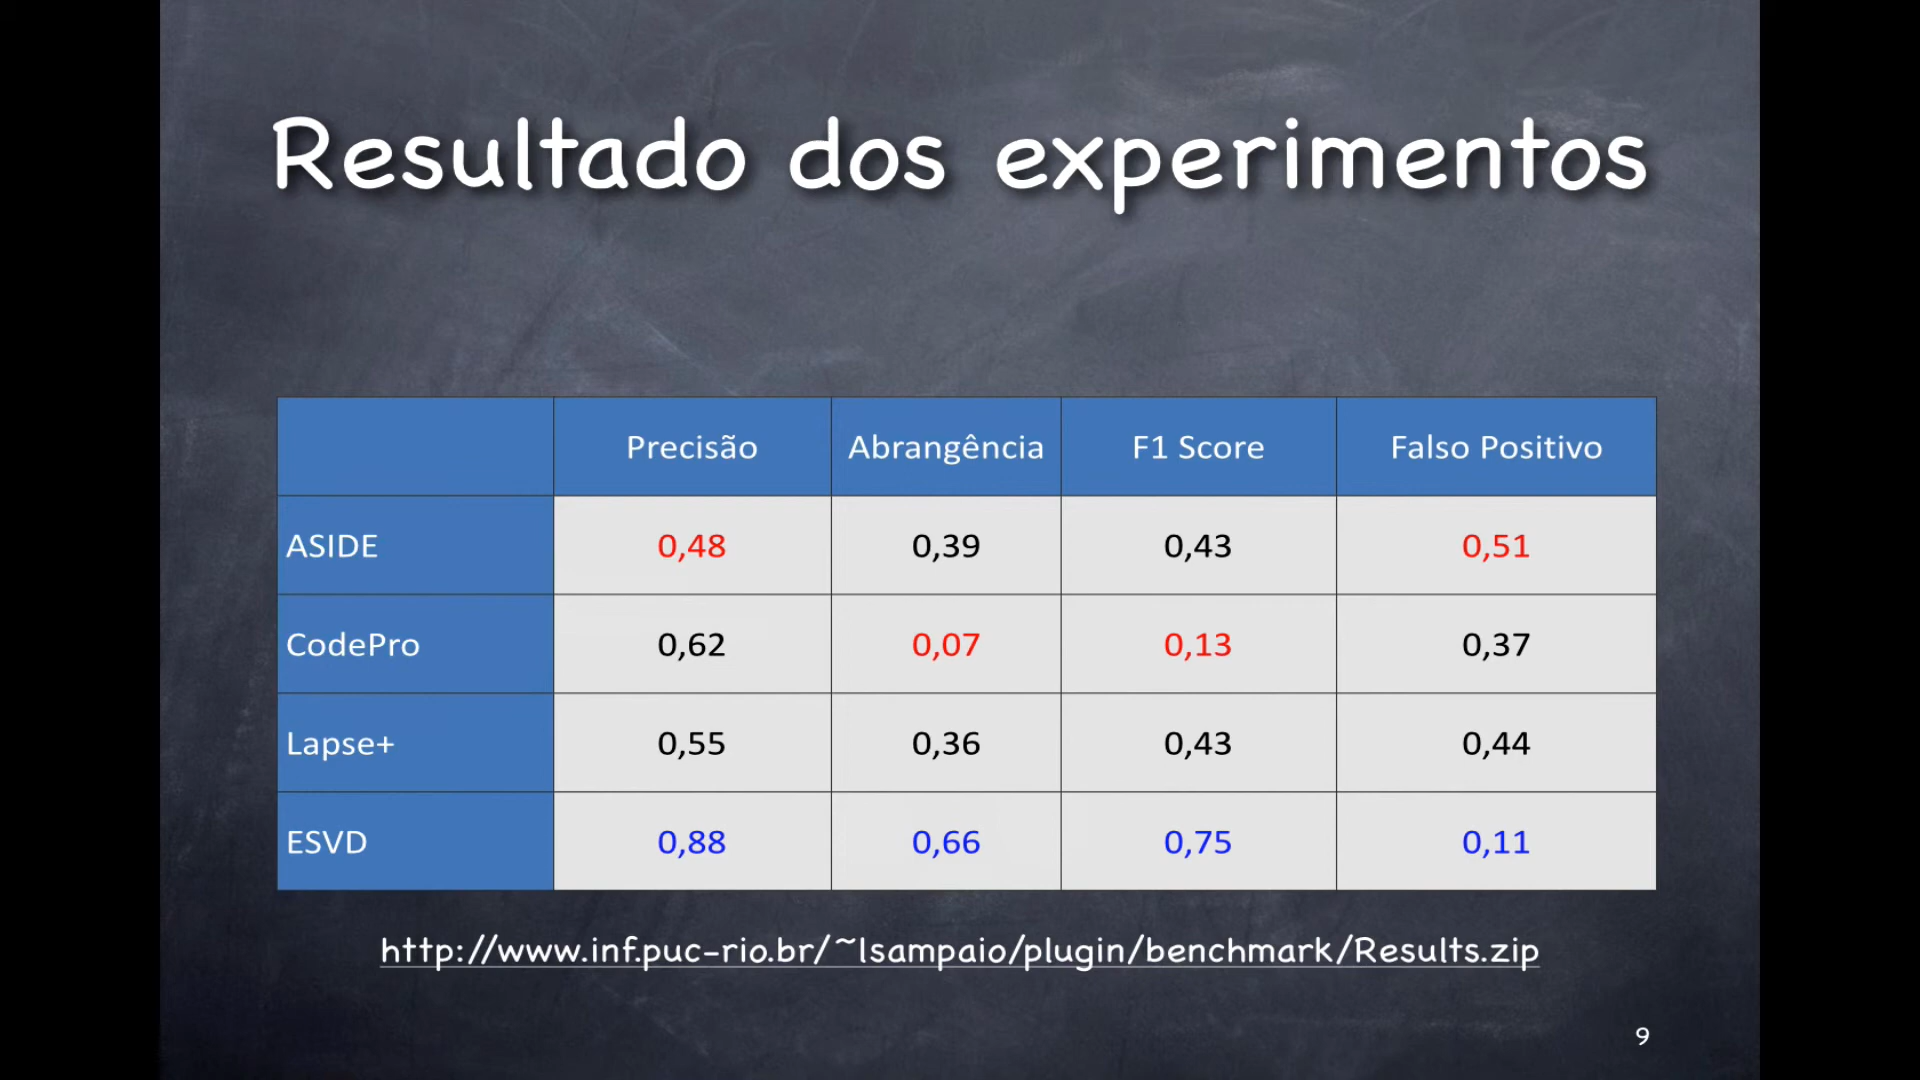 Resultado dos experimentos
Precisão Abrangência F1 Score Falso Positivo
ASIDE 0,48 0,39 0,43 0,51
CodePro 0,62 0,07 0,13 0,37
Lapse+ 0,55 0,36 0,43 0,44
ESVD 0,88 0,66 0,75 0,11
http://www.inf.puc-rio.br/~lsampaio/plugin/benchmark/Results.zip
9